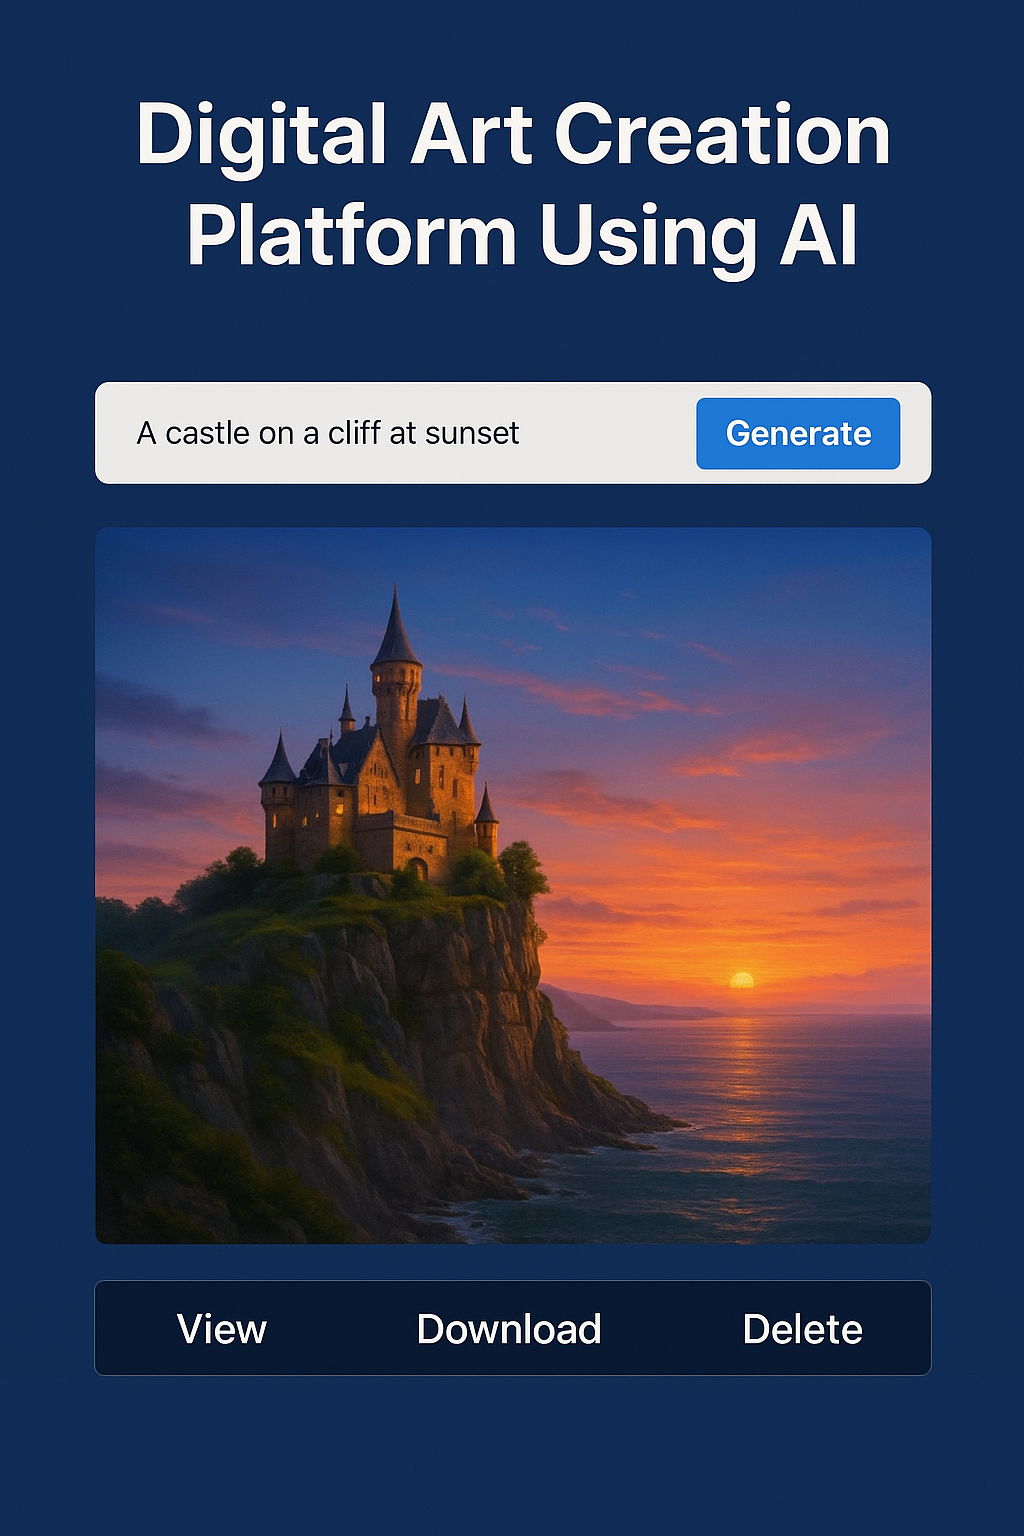 Digital Art Creation
Platform Using AI
A castle on a cliff at sunset
Generate
View
Download
Delete